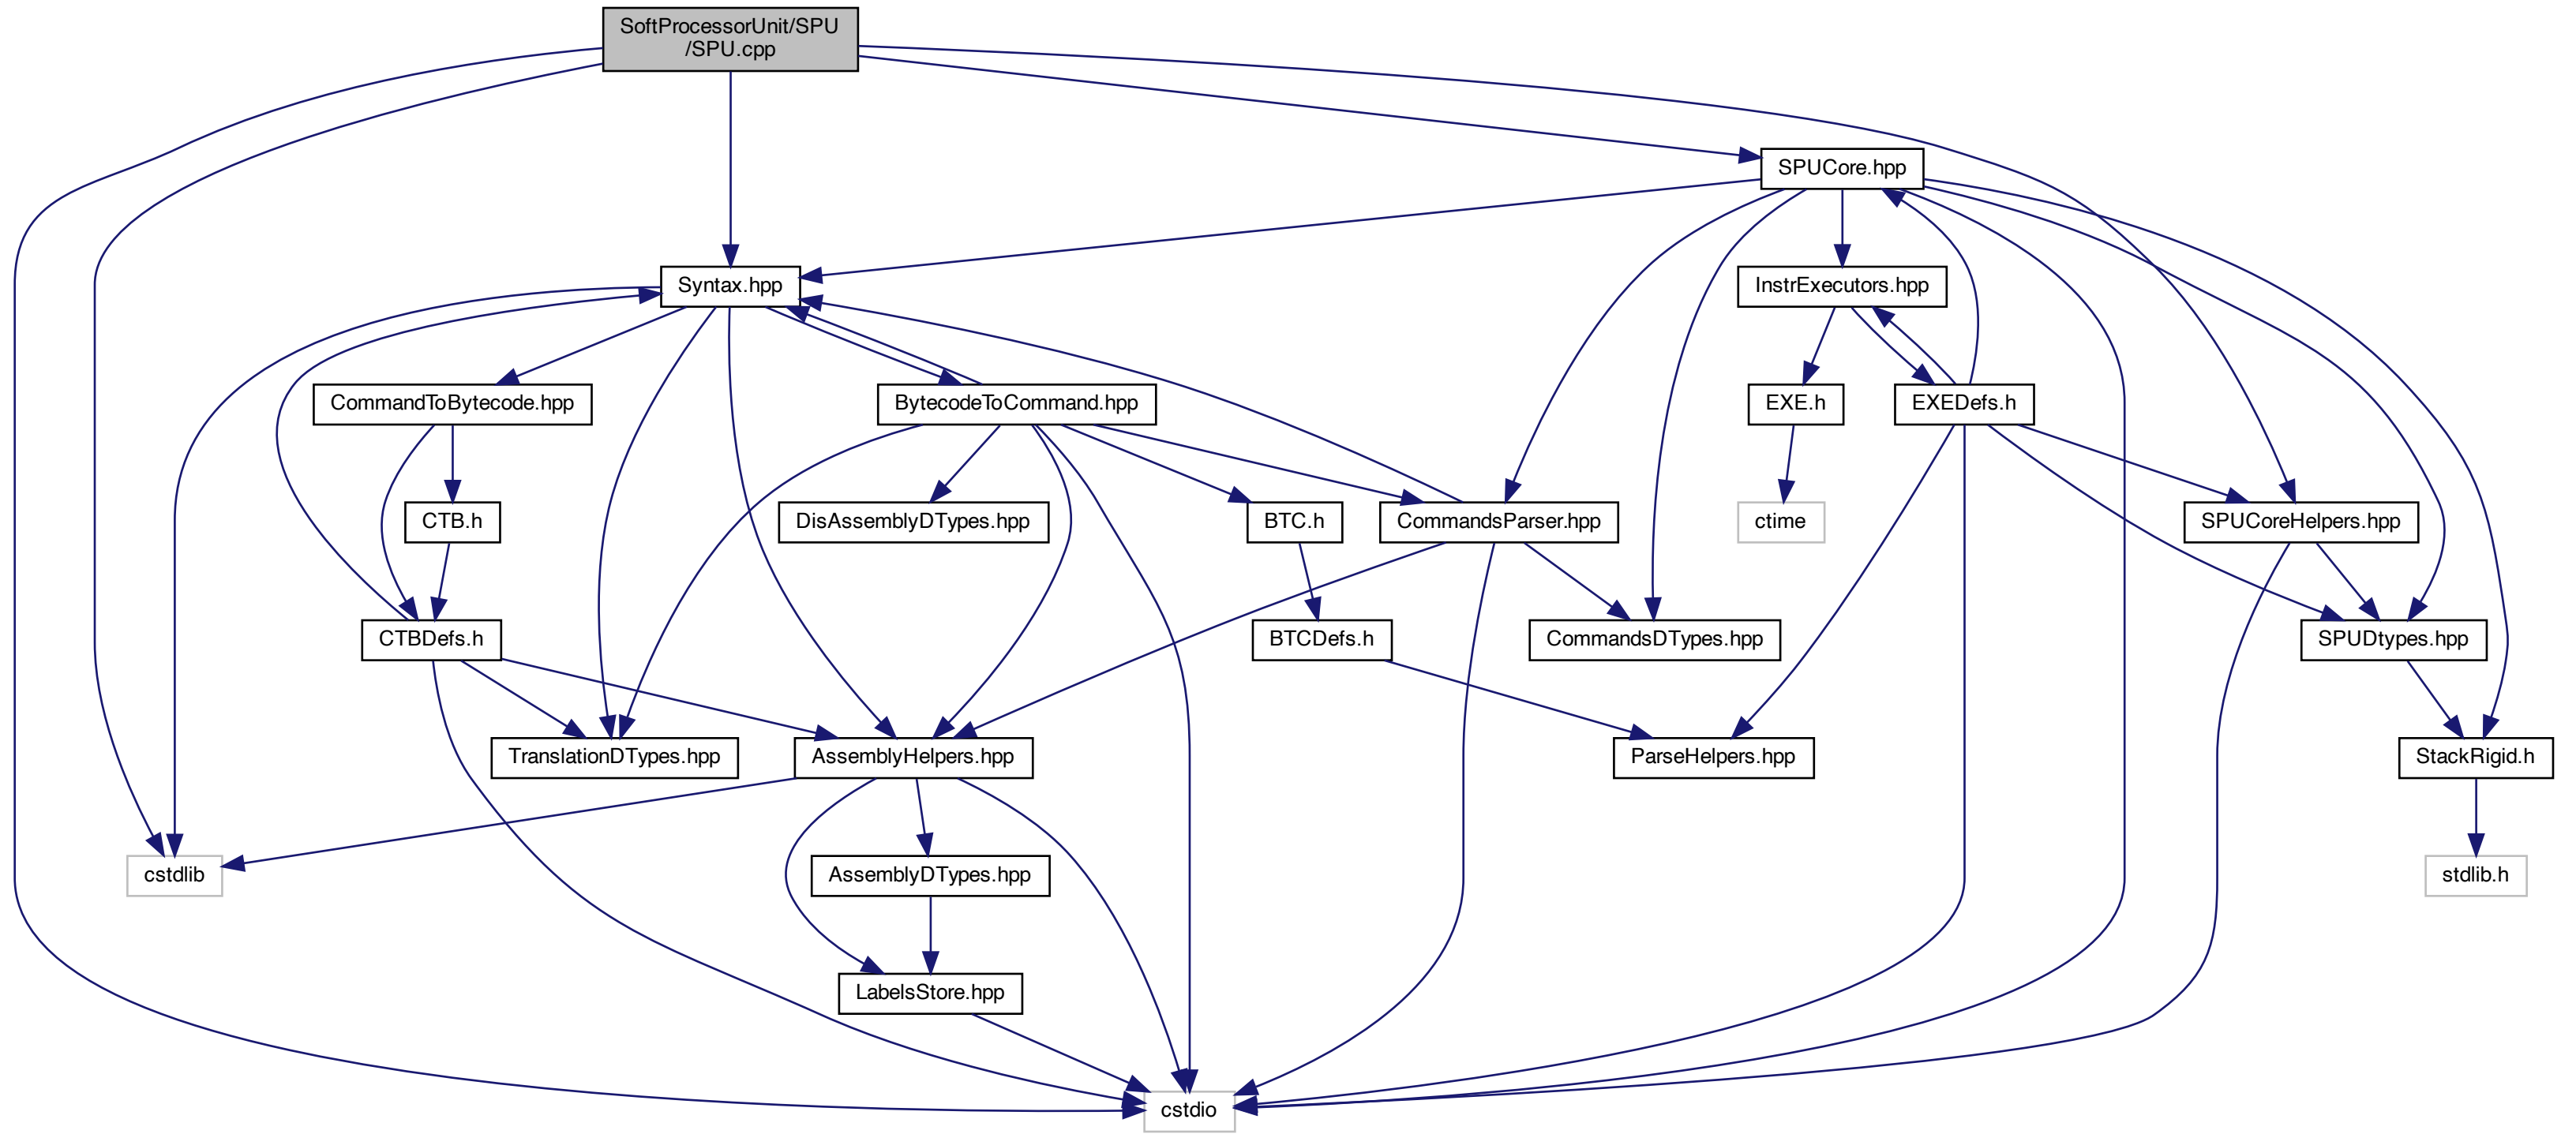 SoftProcessorUnit/SPU
/SPU.cpp
SPUCore.hpp
Syntax.hpp
InstrExecutors.hpp
CommandToBytecode.hpp
BytecodeToCommand.hpp
EXE.h
EXEDefs.h
CTB.h
DisAssemblyDTypes.hpp
BTC.h
CommandsParser.hpp
ctime
SPUCoreHelpers.hpp
CTBDefs.h
BTCDefs.h
CommandsDTypes.hpp
SPUDtypes.hpp
TranslationDTypes.hpp
AssemblyHelpers.hpp
ParseHelpers.hpp
StackRigid.h
cstdlib
AssemblyDTypes.hpp
stdlib.h
LabelsStore.hpp
cstdio